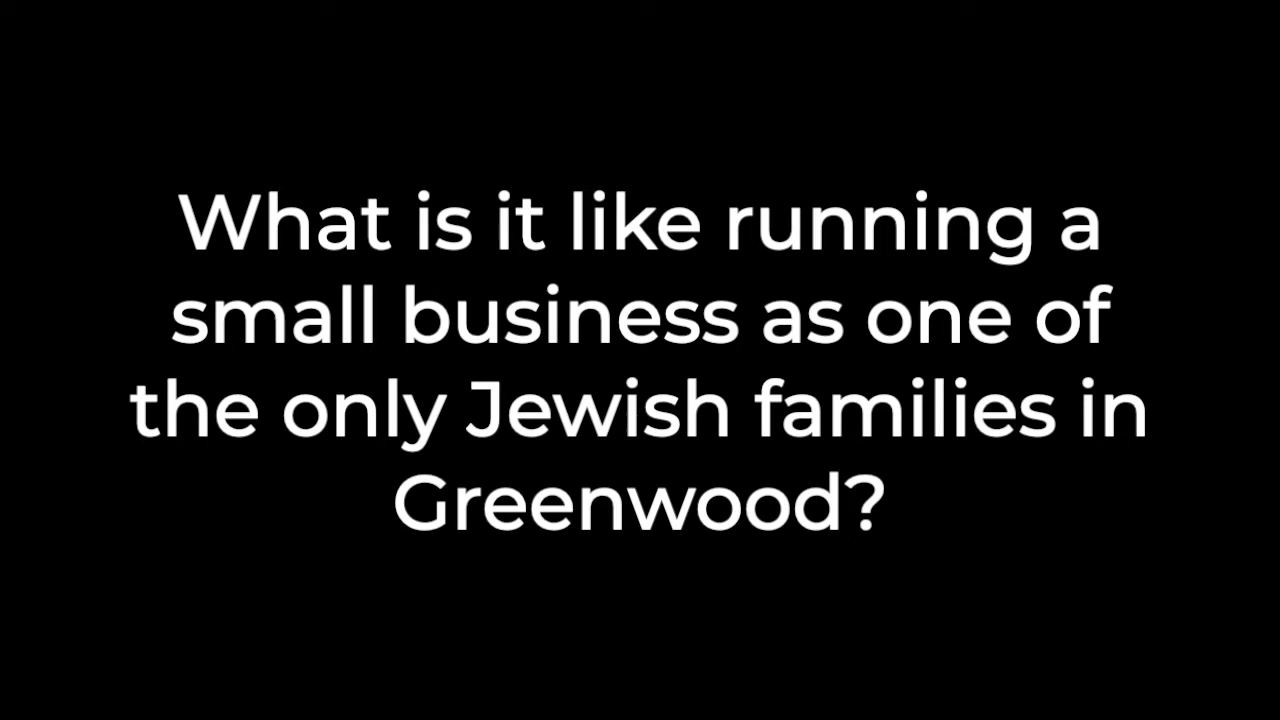 What is it like running a
small business as one of
the only Jewish families in
Greenwood?